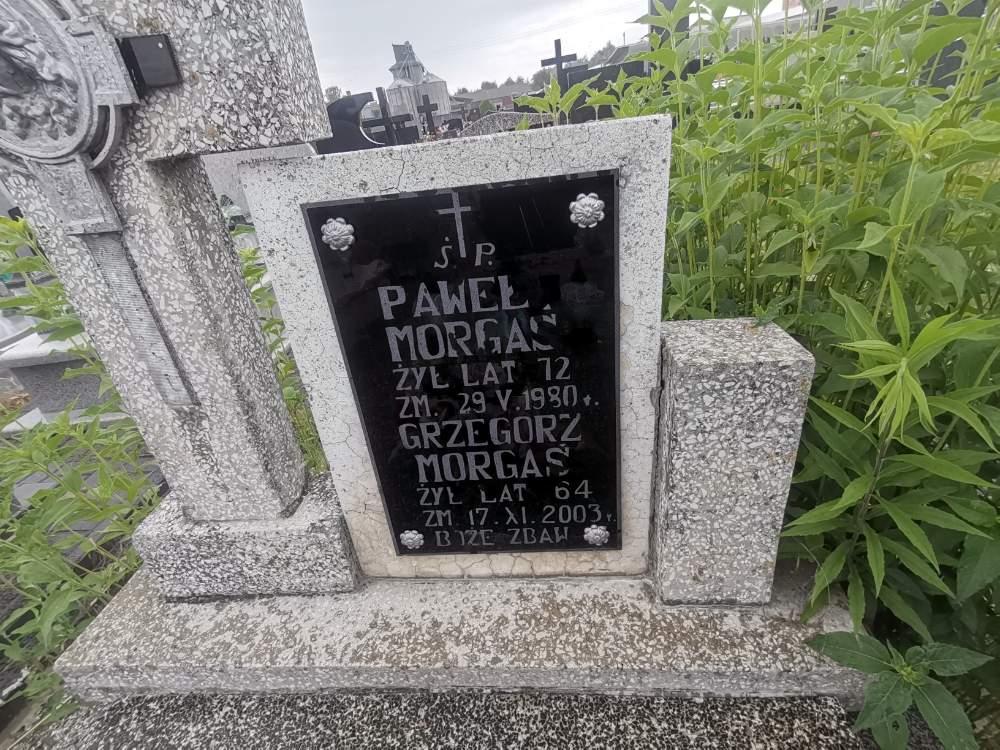 Ś. P.
PAWEŁ
MORGAŚ
ŻYŁ LAT 72
ZM. 29 V. 1980 r.
GRZEGORZ
MORGAŚ
ŻYŁ LAT 64
ZM 17. XI. 2003 r
BOŻE ZBAW